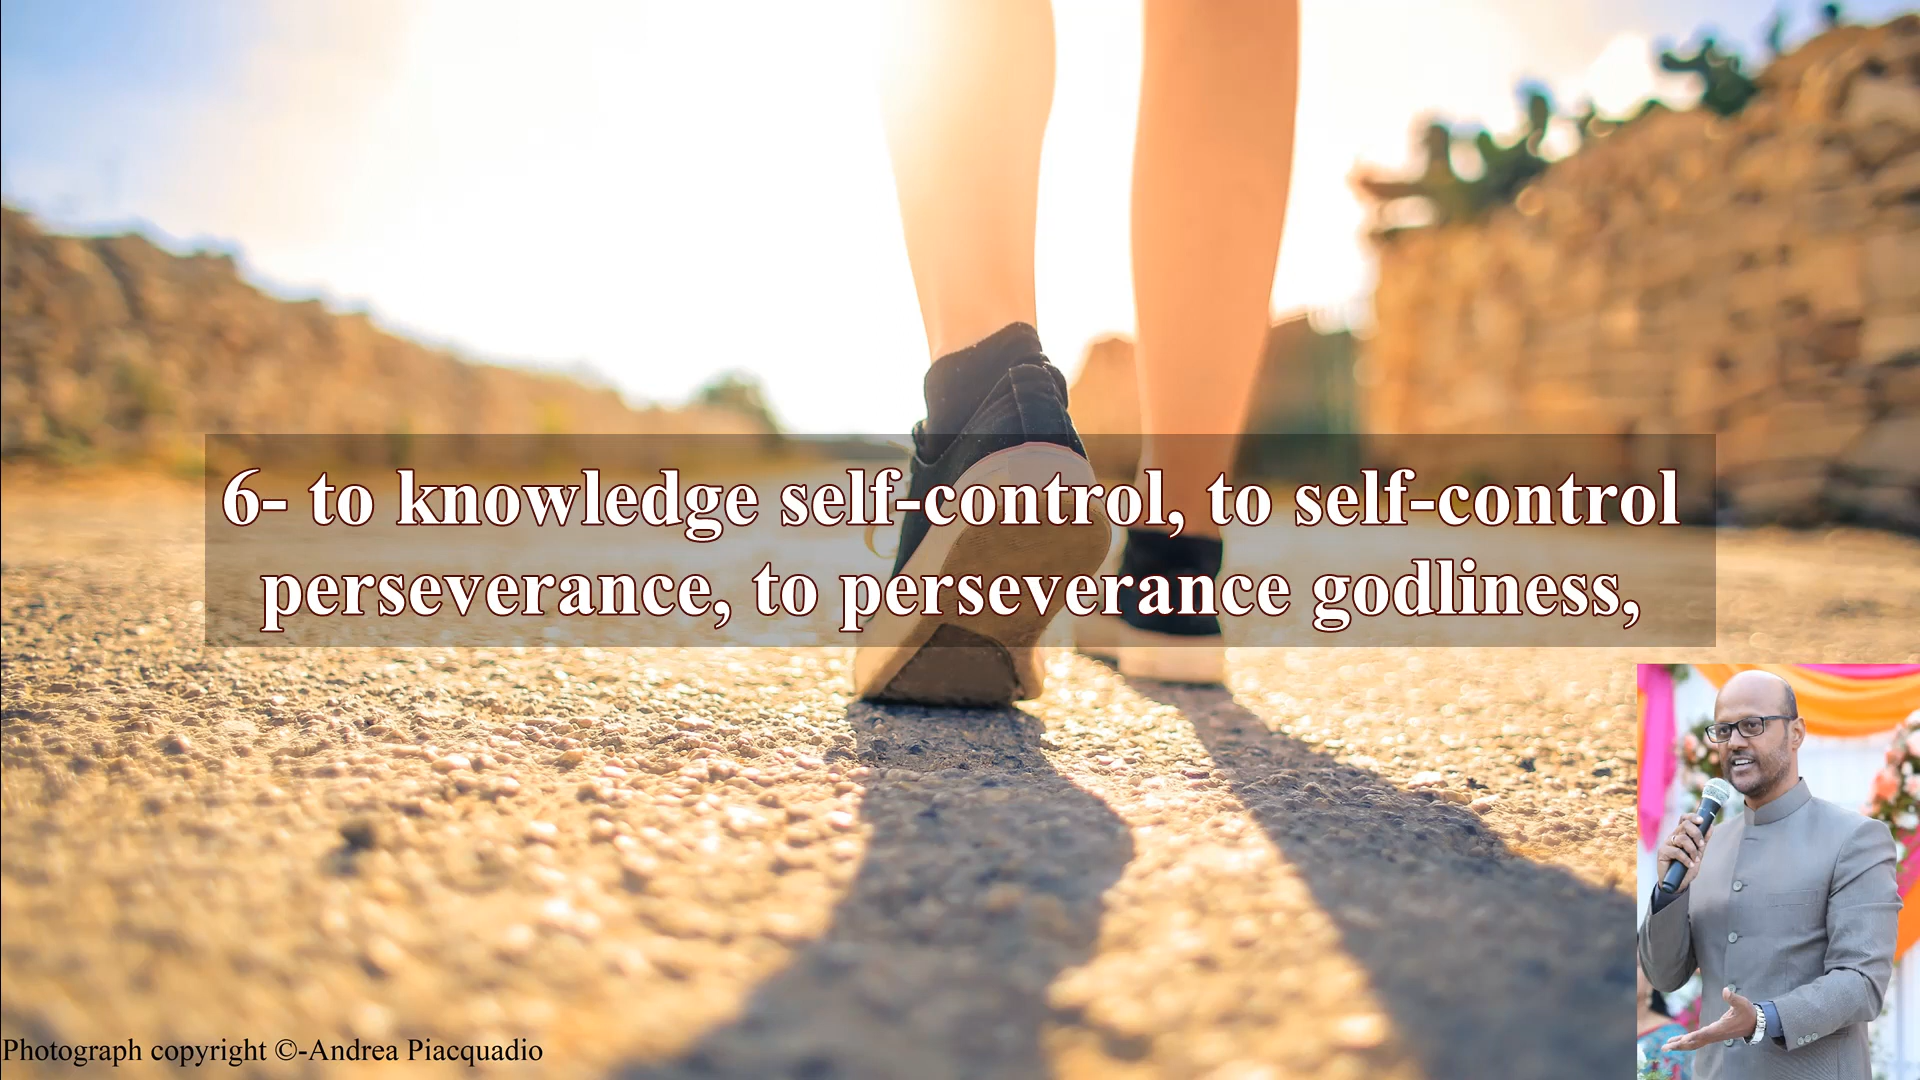 6- to knowledge self-control, to self-control
perseverance, to perseverance godliness,
Photograph copyright ©-Andrea Piacquadio